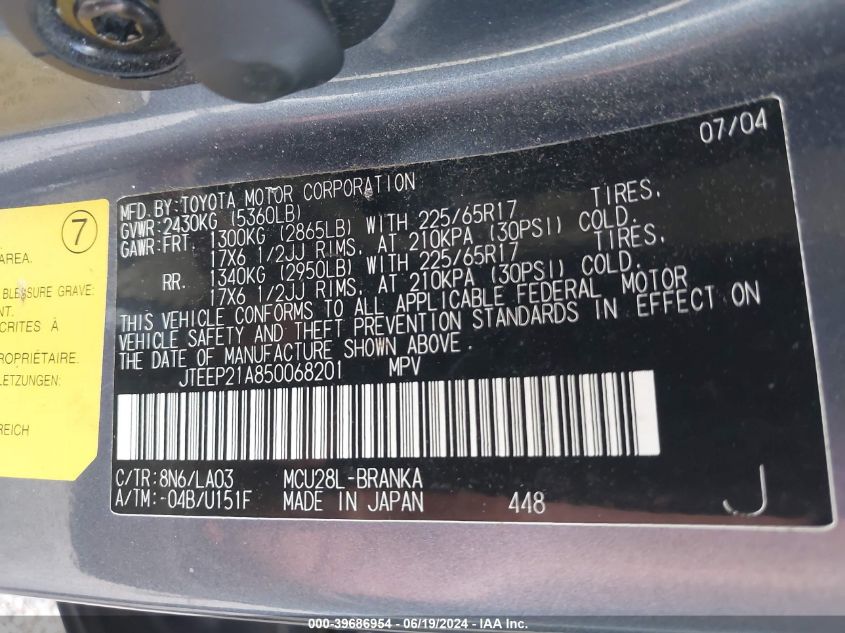 07/04
MFD.BY:TOYOTA MOTOR CORPORATION
GVWR:2430KG (5360LB)
GAWR:FRT. 1300KG (2865LB) WITH 225/65R17 TIRES,
17X6 1/2JJ RIMS, AT 210KPA (30PSI) COLD.
RR. 1340KG (2950LB) WITH 225/65R17 TIRES,
17X6 1/2JJ RIMS, AT 210KPA (30PSI) COLD.
THIS VEHICLE CONFORMS TO ALL APPLICABLE FEDERAL MOTOR
VEHICLE SAFETY AND THEFT PREVENTION STANDARDS IN EFFECT ON
THE DATE OF MANUFACTURE SHOWN ABOVE.
JTEEP21A850068201 MPV
C/TR:8N6/LA03 MCU28L-BRANKA
A/TM:-04B/U151F MADE IN JAPAN 448 J
7
AREA.
BLESSURE GRAVE:
NT.
CRITES À
PROPRIÉTAIRE.
LETZUNGEN:
REICH
000-39686954 - 06/19/2024 - IAA Inc.